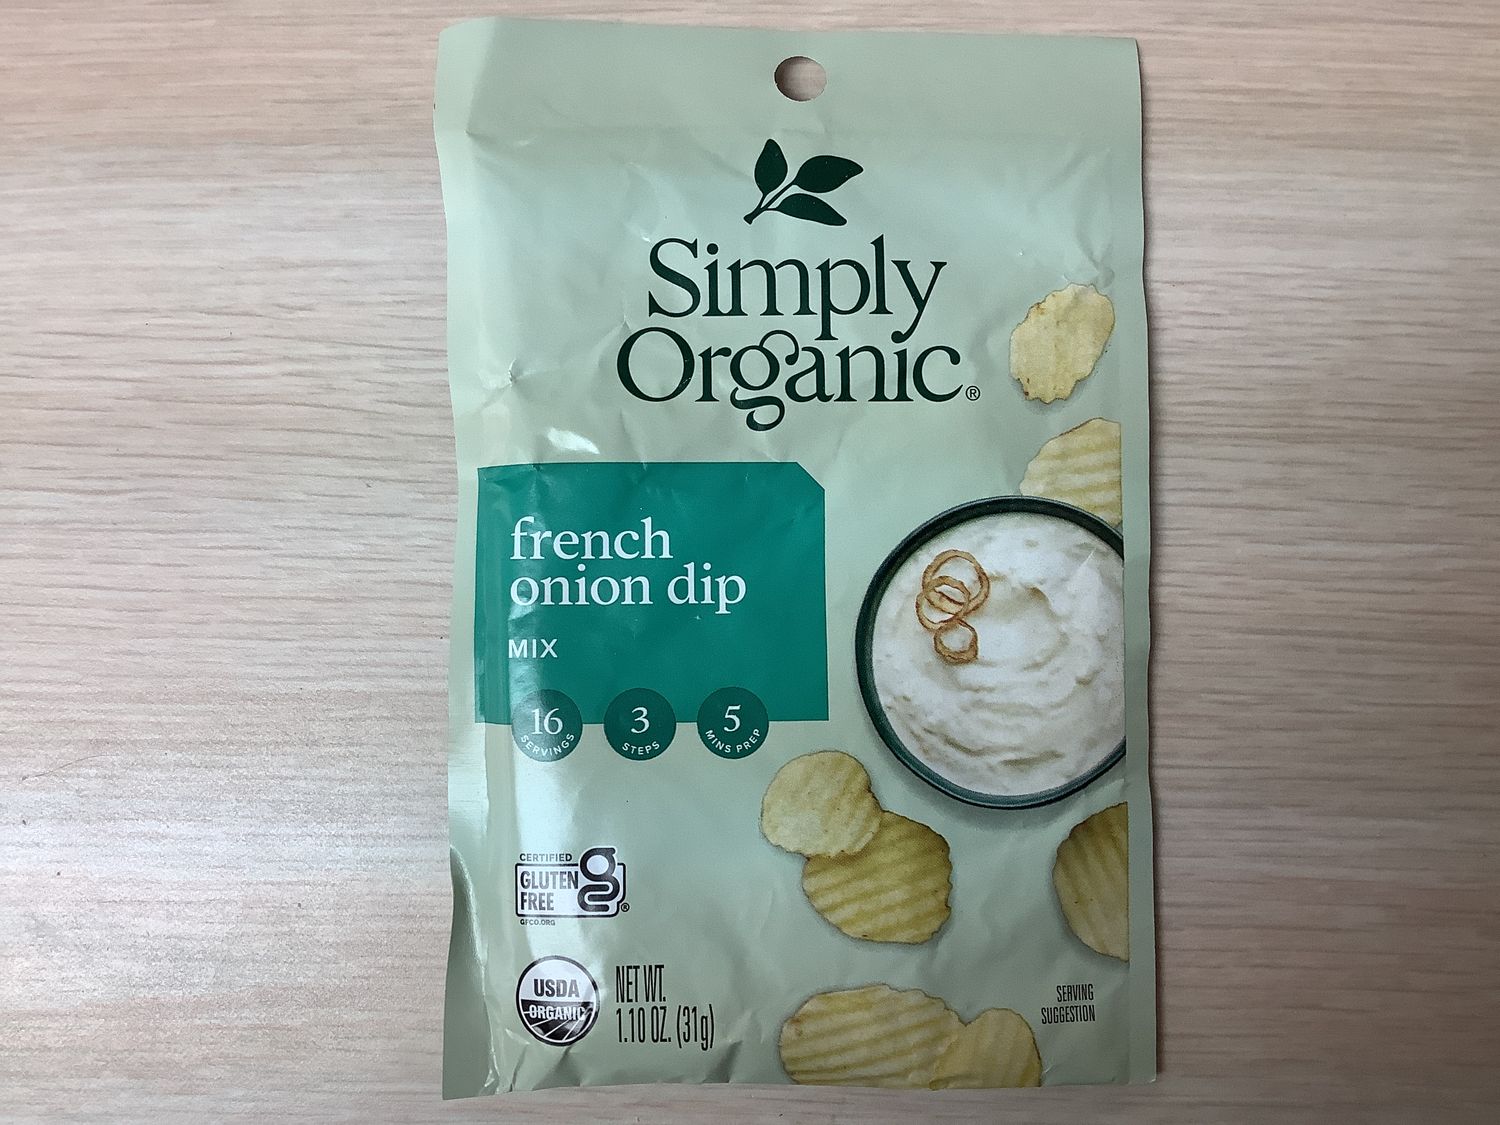 Simply
Organic®
french
onion dip
MIX
16
SERVINGS
3
STEPS
5
MINS PREP
CERTIFIED
GLUTEN
FREE
®
GFCO.ORG
USDA
ORGANIC
NET WT.
1.10 OZ. (31g)
SERVING
SUGGESTION